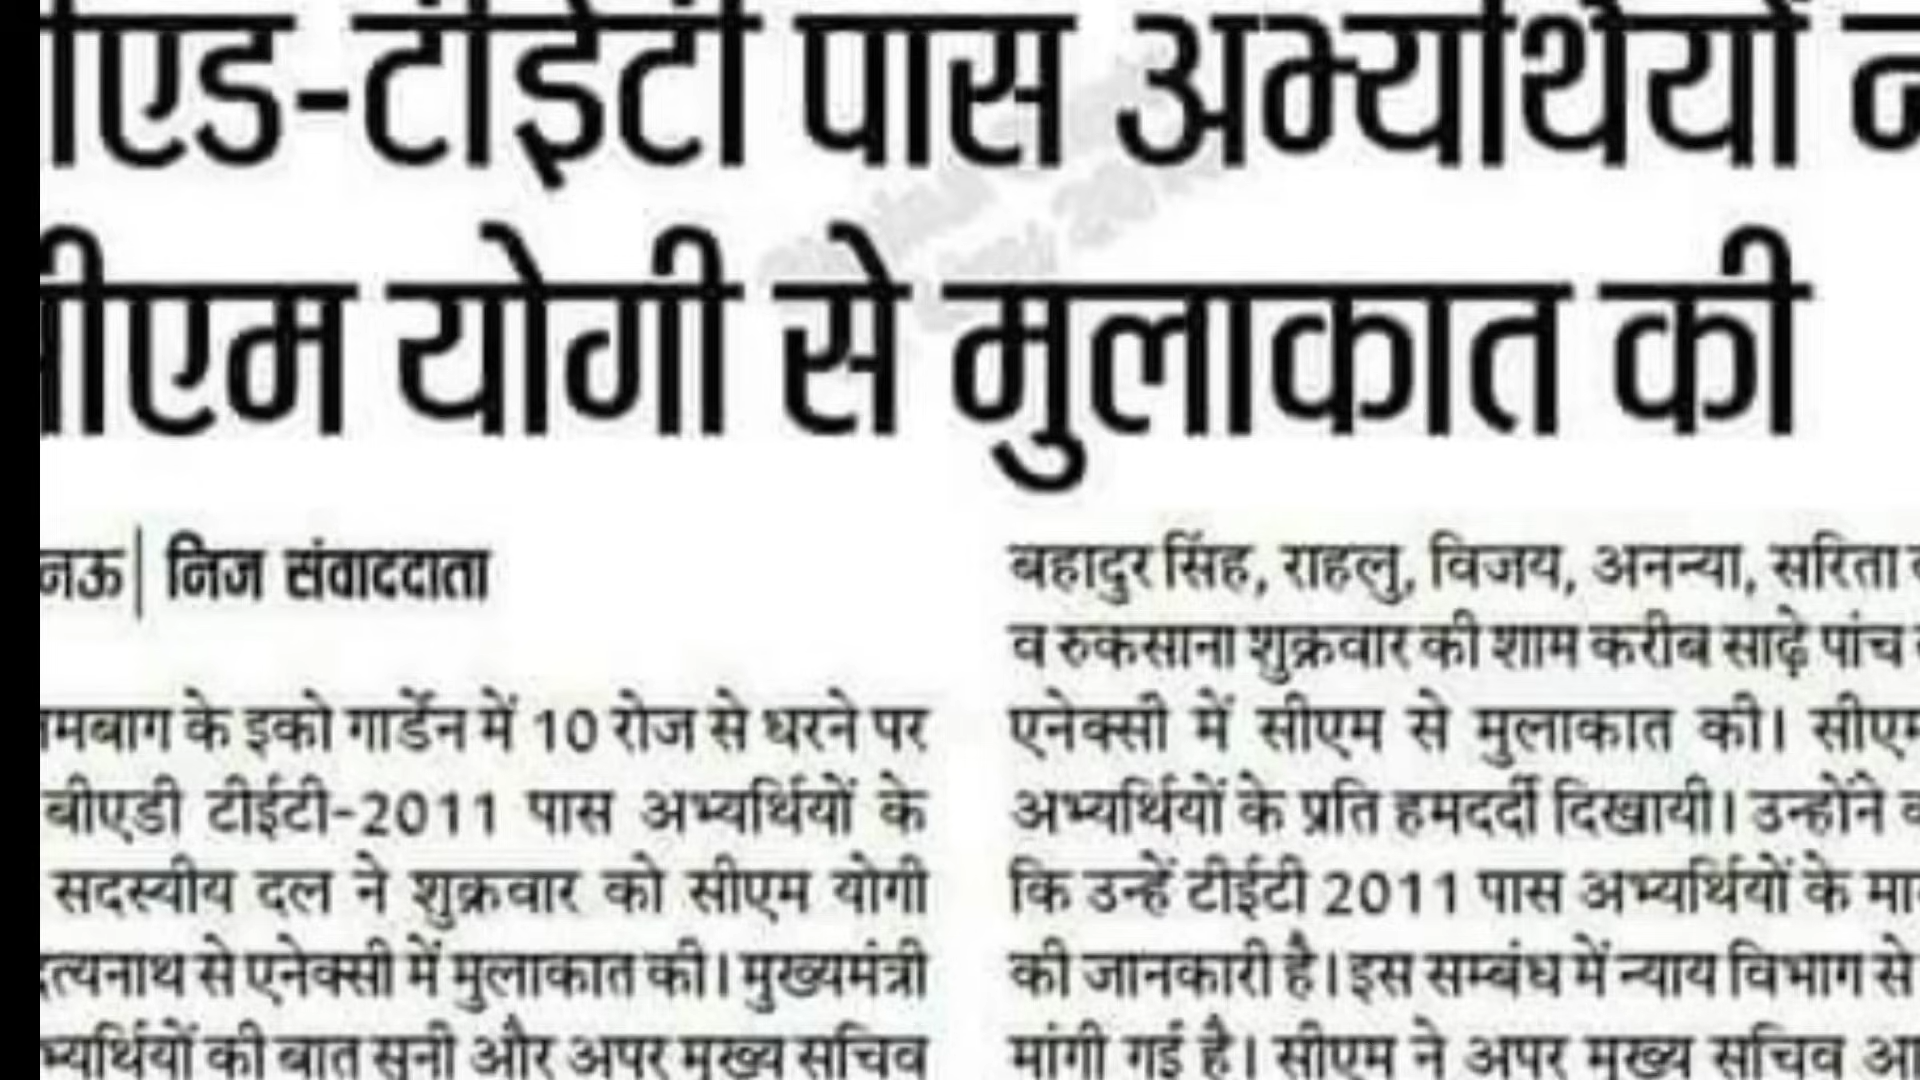 ीएड-टीईटी पास अभ्यर्थियों ने
सीएम योगी से मुलाकात की
नऊ | निज संवाददाता
मबाग के इको गार्डेन में 10 रोज से धरने पर
बीएडी टीईटी-2011 पास अभ्यर्थियों के
सदस्यीय दल ने शुक्रवार को सीएम योगी
त्यनाथ से एनेक्सी में मुलाकात की। मुख्यमंत्री
भ्यर्थियों की बात सुनी और अपर मुख्य सचिव
बहादुर सिंह, राहलु, विजय, अनन्या, सरिता
व रुकसाना शुक्रवार की शाम करीब साढ़े पांच
एनेक्सी में सीएम से मुलाकात की। सीएम
अभ्यर्थियों के प्रति हमदर्दी दिखायी। उन्होंने
कि उन्हें टीईटी 2011 पास अभ्यर्थियों के मा
की जानकारी है। इस सम्बंध में न्याय विभाग से
मांगी गई है। सीएम ने अपर मुख्य सचिव आ